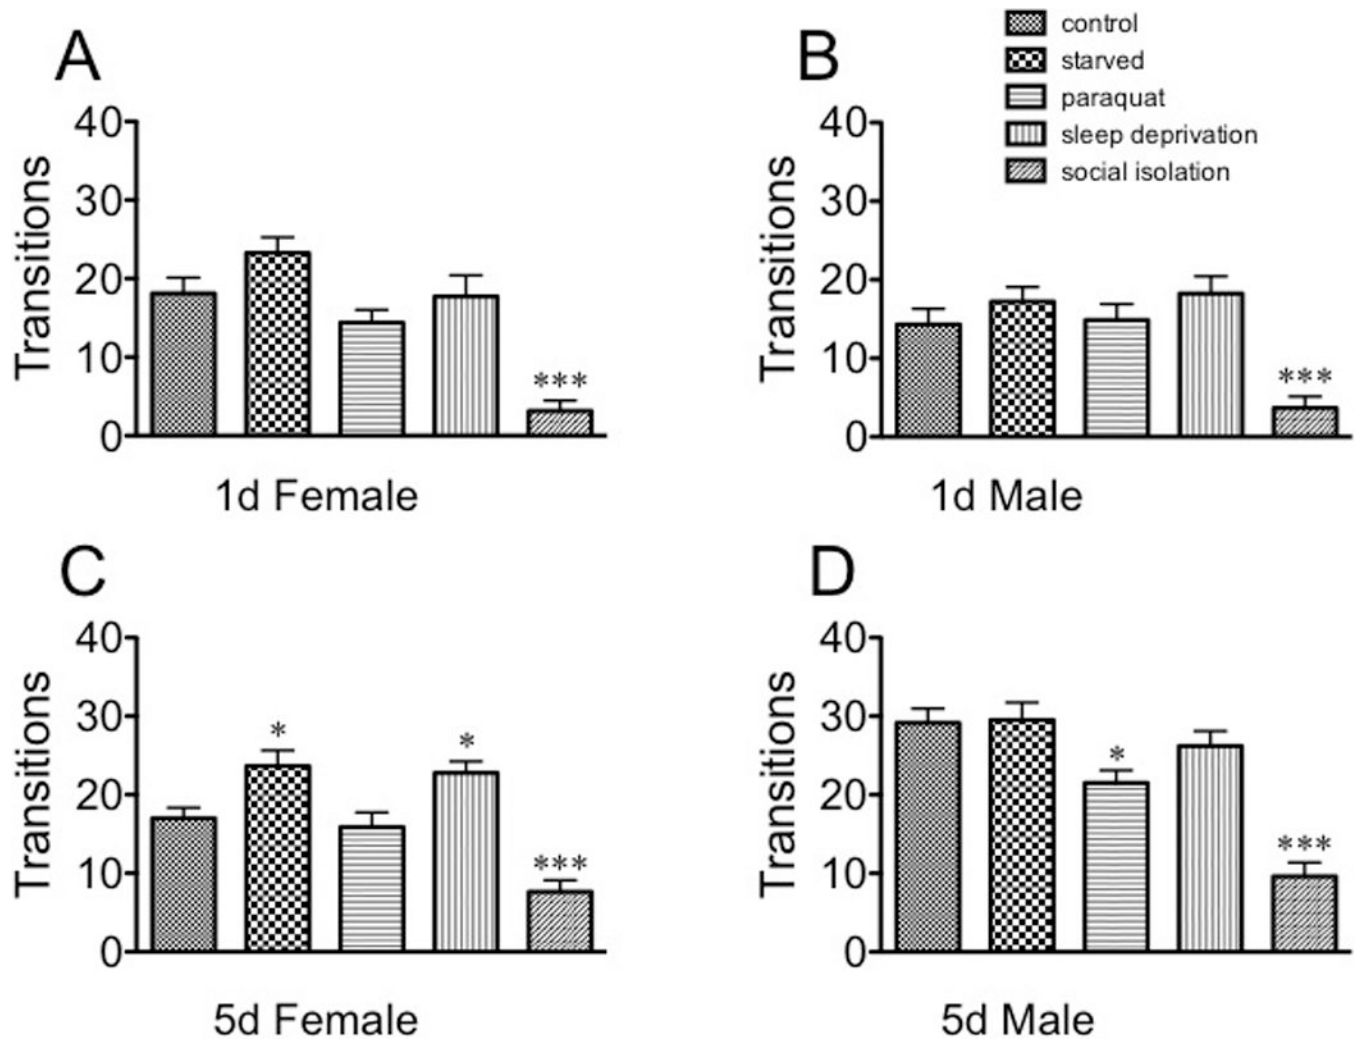 A
40
30
20
10
0
Transitions
***
1d Female
B
control
starved
paraquat
sleep deprivation
social isolation
40
30
20
10
0
Transitions
***
1d Male
C
40
30
20
10
0
Transitions
*
*
***
5d Female
D
40
30
20
10
0
Transitions
*
***
5d Male